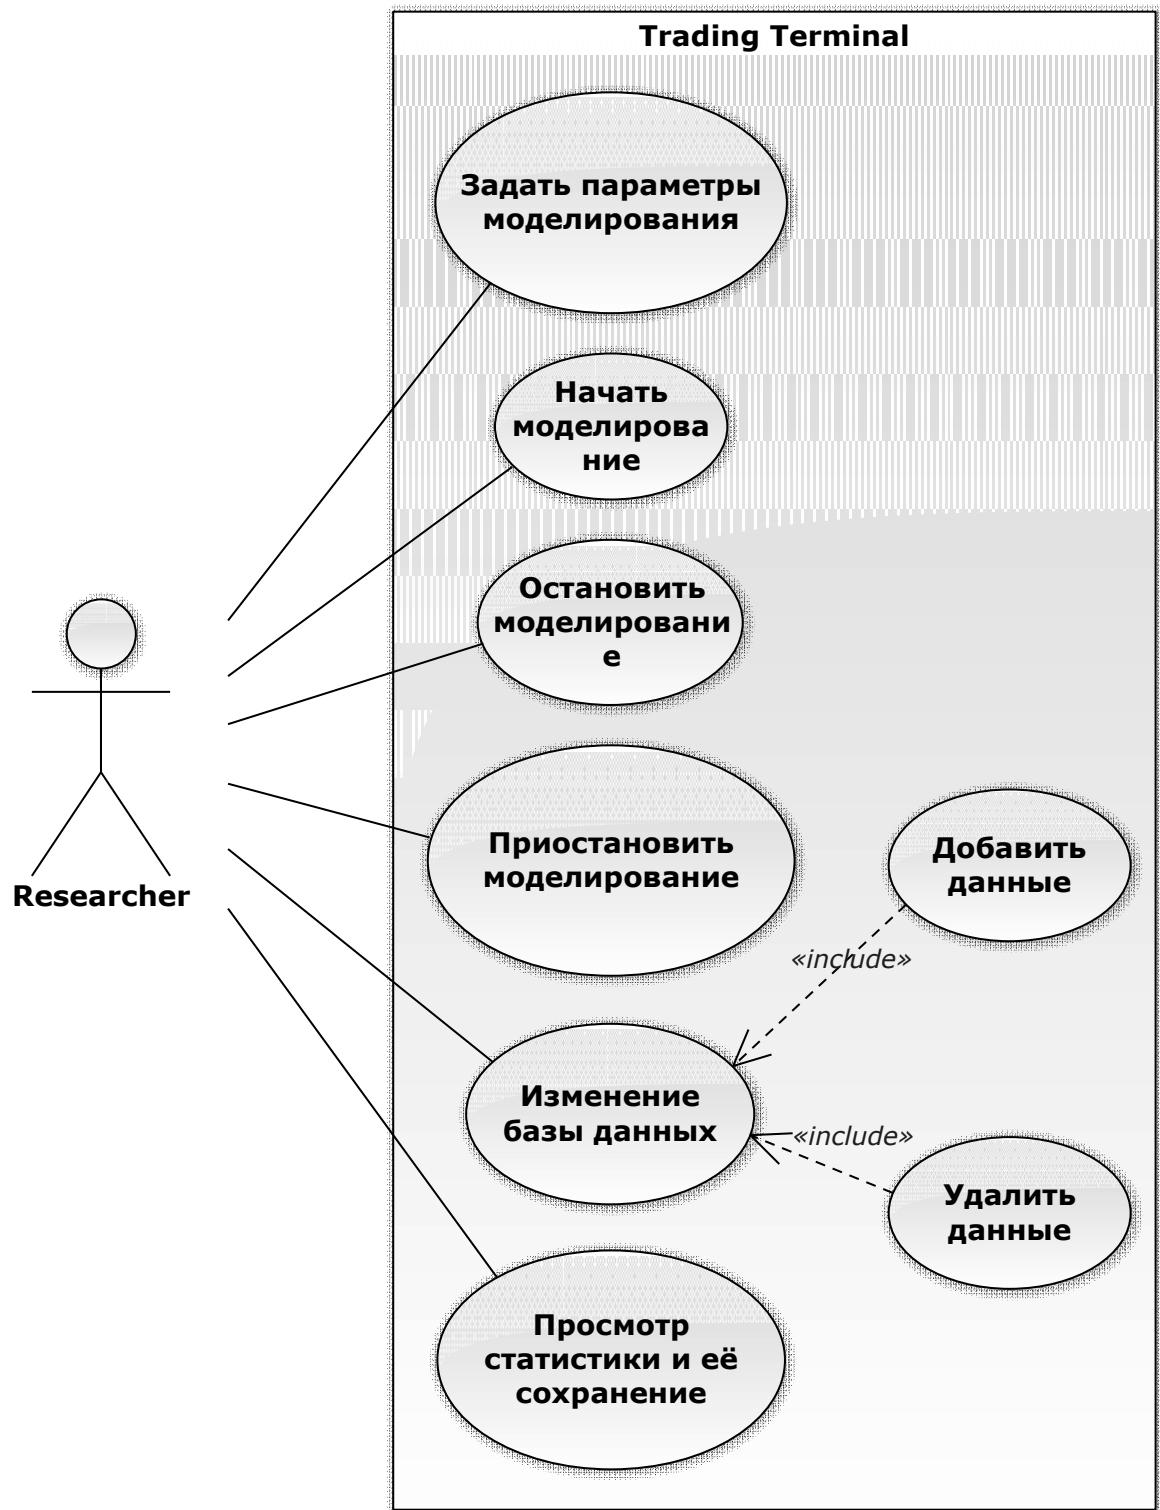 Trading Terminal
Задать параметры
моделирования
Начать
моделирова
ние
Остановить
моделировани
е
Приостановить
моделирование
Добавить
данные
Researcher
«include»
Изменение
базы данных
«include»
Удалить
данные
Просмотр
статистики и её
сохранение